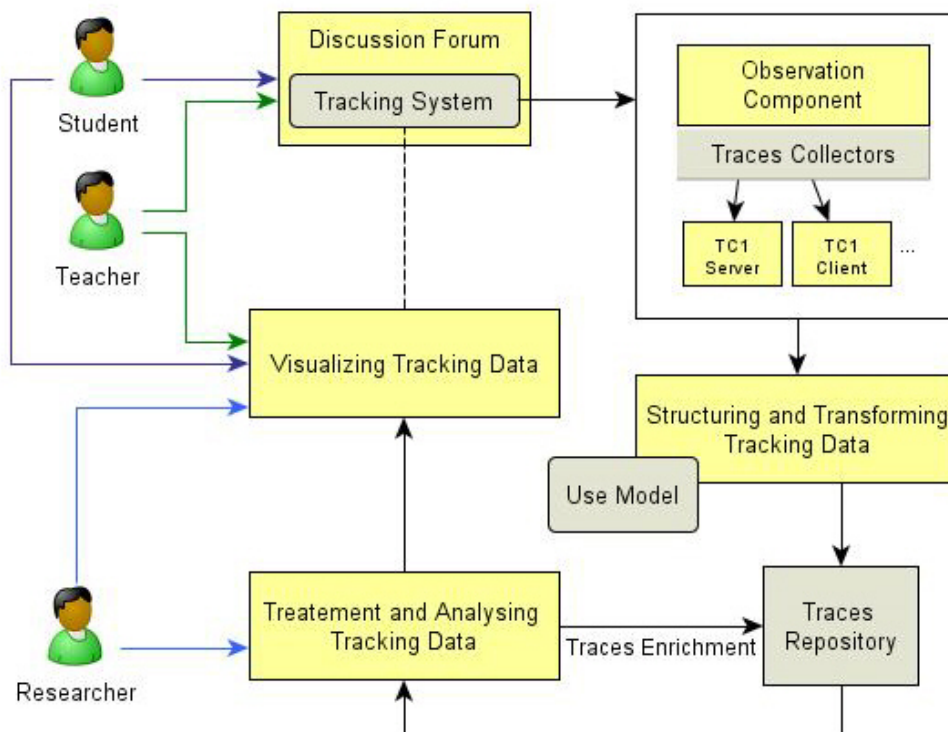 Discussion Forum
Tracking System
Student
Teacher
Observation
Component
Traces Collectors
TC1
Server
TC1
Client
...
Visualizing Tracking Data
Structuring and Transforming
Tracking Data
Use Model
Treatement and Analysing
Tracking Data
Traces Enrichment
Traces
Repository
Researcher